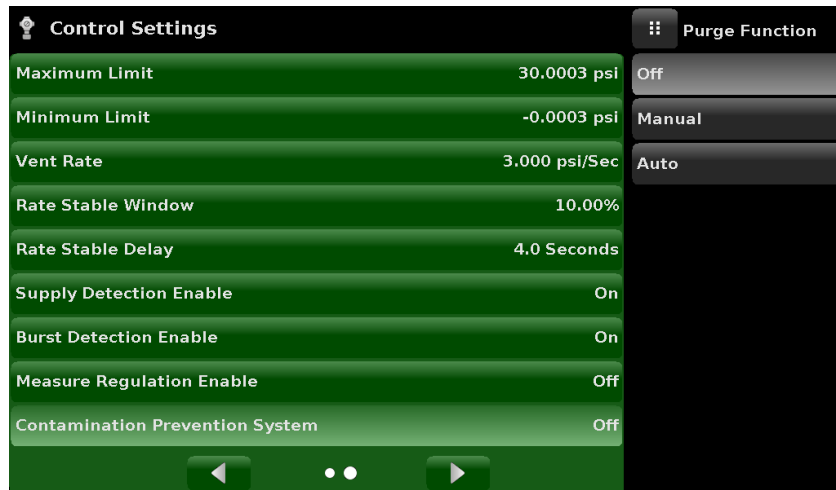 Control Settings
Maximum Limit 30.0003 psi
Minimum Limit -0.0003 psi
Vent Rate 3.000 psi/Sec
Rate Stable Window 10.00%
Rate Stable Delay 4.0 Seconds
Supply Detection Enable On
Burst Detection Enable On
Measure Regulation Enable Off
Contamination Prevention System Off
Purge Function
Off
Manual
Auto